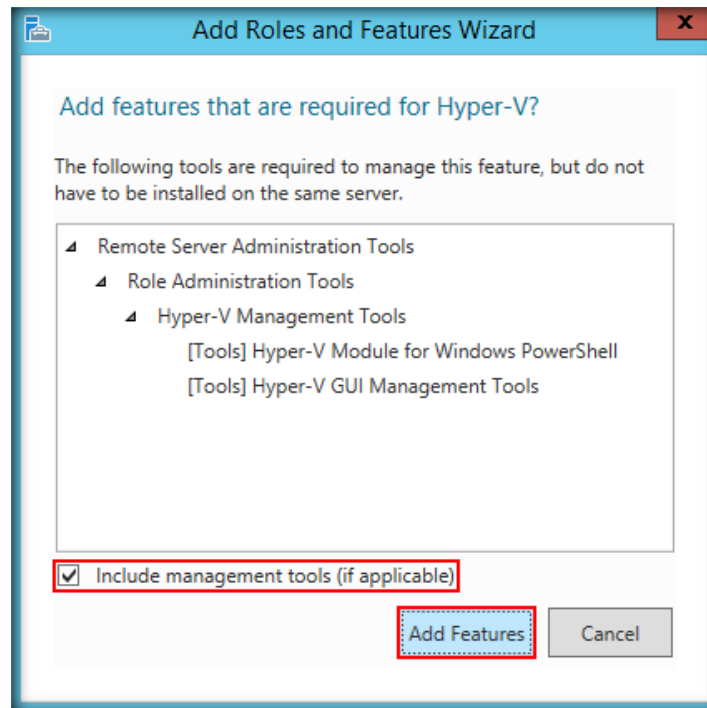 Add Roles and Features Wizard
x
Add features that are required for Hyper-V?
The following tools are required to manage this feature, but do not
have to be installed on the same server.
Remote Server Administration Tools
Role Administration Tools
Hyper-V Management Tools
[Tools] Hyper-V Module for Windows PowerShell
[Tools] Hyper-V GUI Management Tools
Include management tools (if applicable)
Add Features
Cancel